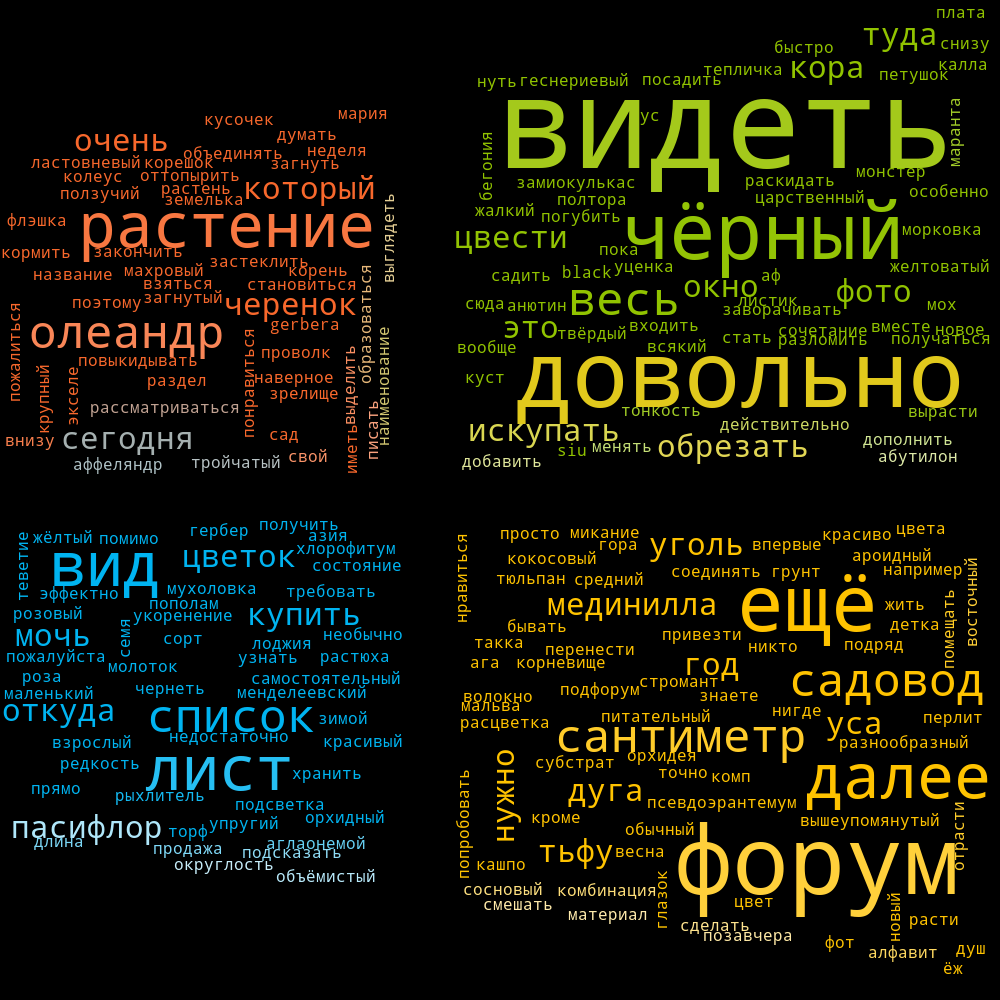 кусочек
мария
очень
думать
объединять
неделя
ластовневый
корешок
загнуть
колеус
оттопырить
ползучий
растень
который
земелька
флэшка
растение
выглядеть
кормить
закончить
застеклить
название
махровый
корень
взяться
становиться
поэтому
загнутый
черенок
образоваться
пожалиться
олеандр
gerbera
понравиться
проволк
наименование
повыкидывать
крупный
экселе
раздел
наверное
выделить
зрелище
рассматриваться
писать
иметь
внизу
сегодня
сад
свой
аффеляндр
тройчатый
плата
туда
быстро
снизу
кора
тепличка
калла
петушок
нуть
геснериевый
посадить
видеть
ус
маранта
бегония
монстер
замиокулькас
раскидать
особенно
полтора
царственный
жалкий
погубить
чёрный
морковка
цвести
пока
уценка
желтоватый
садить
black
аф
окно
фото
весь
листик
сюда
анютин
заворачивать
мох
это
твёрдый
входить
сочетание
вместе
новое
стать
разломить
получаться
вообще
всякий
довольно
куст
тонкость
вырасти
искупать
действительно
обрезать
дополнить
siu
менять
абутилон
добавить
гербер
получить
жёлтый
помимо
азия
теветие
вид
цветок
хлорофитум
состояние
эффектно
мухоловка
требовать
пополам
розовый
укоренение
купить
семя
мочь
сорт
лоджия
необычно
пожалуйста
узнать
растюха
молоток
роза
самостоятельный
маленький
чернеть
менделеевский
откуда
список
зимой
недостаточно
взрослый
красивый
редкость
лист
хранить
прямо
рыхлитель
подсветка
пасифлор
торф
упругий
орхидный
длина
аглаонемой
продажа
подсказать
округлость
объёмистый
цвета
просто
микание
красиво
нравиться
гора
уголь
впервые
кокосовый
ароидный
восточный
тюльпан
средний
соединять
грунт
например
ещё
мединилла
жить
помещать
бывать
привезти
детка
такка
никто
подряд
перенести
ага
корневище
год
садовод
стромант
подфорум
знаете
волокно
мальва
нигде
расцветка
питательный
уса
перлит
сантиметр
разнообразный
нужно
субстрат
орхидея
точно
комп
далее
попробовать
дуга
псевдоэрантемум
кроме
вышеупомянутый
обычный
отрасти
тьфу
весна
форум
кашпо
глазок
сосновый
комбинация
смешать
цвет
новый
материал
сделать
расти
позавчера
фот
алфавит
душ
ёж